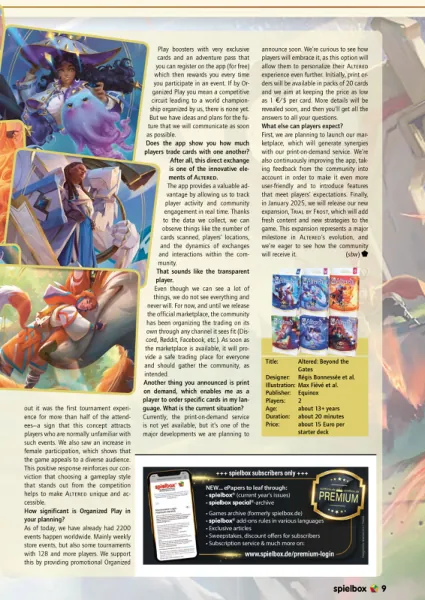 out it was the first tournament experi-
ence for more than half of the attend-
ees—a sign that this concept attracts
players who are normally unfamiliar with
such events. We also saw an increase in
female participation, which shows that
the game appeals to a diverse audience.
This positive response reinforces our con-
viction that choosing a gameplay style
that stands out from the competition
helps to make ALTERED unique and ac-
cessible.
How significant is Organized Play in
your planning?
As of today, we have already had 2200
events happen worldwide. Mainly weekly
store events, but also some tournaments
with 128 and more players. We support
this by providing promotional Organized
Play boosters with very exclusive
cards and an adventure pass that
you can register on the app (for free)
which then rewards you every time
you participate in an event. If by Or-
ganized Play you mean a competitive
circuit leading to a world champion-
ship organized by us, there is none yet.
But we have ideas and plans for the fu-
ture that we will communicate as soon
as possible.
Does the app show you how much
players trade cards with one another?
After all, this direct exchange
is one of the innovative ele-
ments of ALTERED.
The app provides a valuable ad-
vantage by allowing us to track
player activity and community
engagement in real time. Thanks
to the data we collect, we can
observe things like the number of
cards scanned, players' locations,
and the dynamics of exchanges
and interactions within the com-
munity.
That sounds like the transparent
player.
Even though we can see a lot of
things, we do not see everything and
never will. For now, and until we release
the official marketplace, the community
has been organizing the trading on its
own through any channel it sees fit (Dis-
cord, Reddit, Facebook, etc.). As soon as
the marketplace is available, it will pro-
vide a safe trading place for everyone
and should gather the community, as
intended.
Another thing you announced is print
on demand, which enables me as a
player to order specific cards in my lan-
guage. What is the current situation?
Currently, the print-on-demand service
is not yet available, but it's one of the
major developments we are planning to
announce soon. We're curious to see how
players will embrace it, as this option will
allow them to personalize their ALTERED
experience even further. Initially, print or-
ders will be available in packs of 20 cards
and we aim at keeping the price as low
as 1 €/$ per card. More details will be
revealed soon, and then you'll get all the
answers to all your questions.
What else can players expect?
First, we are planning to launch our mar-
ketplace, which will generate synergies
with our print-on-demand service. We're
also continuously improving the app, tak-
ing feedback from the community into
account in order to make it even more
user-friendly and to introduce features
that meet players' expectations. Finally,
in January 2025, we will release our new
expansion, TRIAL BY FROST, which will add
fresh content and new strategies to the
game. This expansion represents a major
milestone in ALTERED's evolution, and
we're eager to see how the community
will receive it. (sbw)
Title: Altered: Beyond the
Gates
Designer: Régis Bonnessée et al.
Illustration: Max Fiévé et al.
Publisher: Equinox
Players: 2
Age: about 13+ years
Duration: about 20 minutes
Price: about 15 Euro per
starter deck
+++ spielbox subscribers only +++
NEW... ePapers to leaf through:
• spielbox® (current year's issues)
• spielbox special®-archive
• Games archive (formerly spielbox.de)
• spielbox® add-ons rules in various languages
• Exclusive articles
• Sweepstakes, discount offers for subscribers
• Subscription service & much more on:
www.spielbox.de/premium-login
PREMIUM
spielbox
spielbox 9